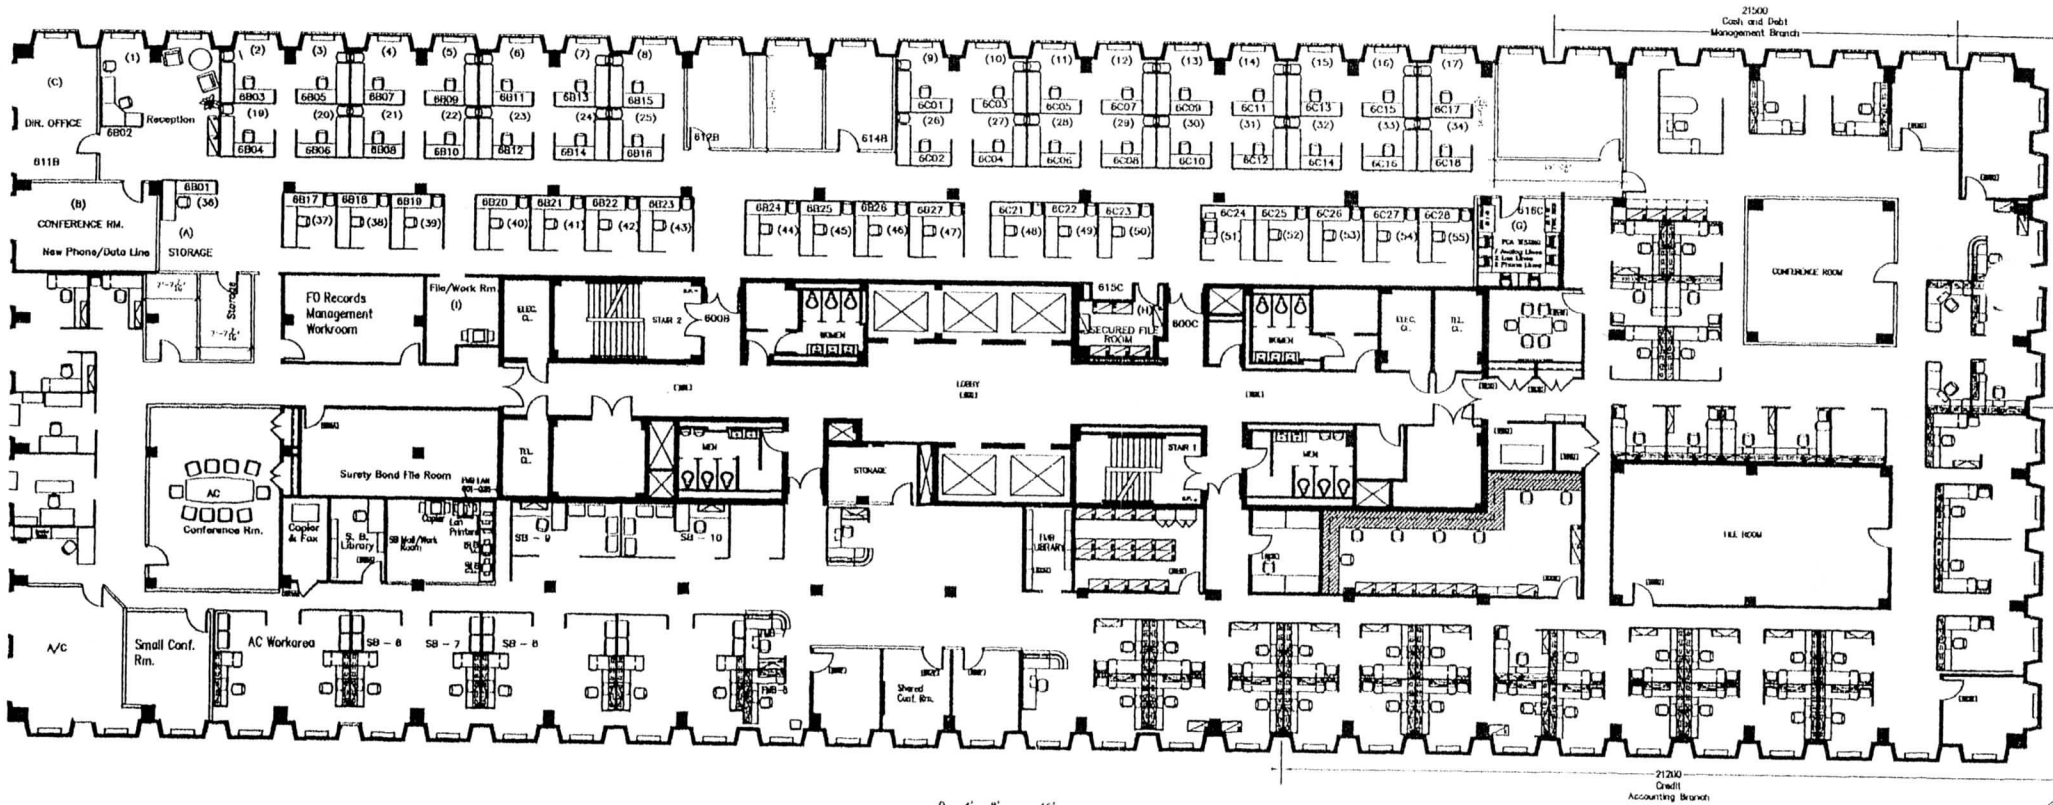 21500
Cash and Debt
Management Branch
(C)
(1)
(2)
(3)
(4)
(5)
(6)
(7)
(8)
(9)
(10)
(11)
(12)
(13)
(14)
(15)
(16)
(17)
6B03
6B05
6B07
6B09
6B11
6B13
6B15
6C01
6C03
6C05
6C07
6C09
6C11
6C13
6C15
6C17
DIR. OFFICE
6B02
Reception
(19)
(20)
(21)
(22)
(23)
(24)
(25)
612B
614B
(26)
(27)
(28)
(29)
(30)
(31)
(32)
(33)
(34)
611B
6B04
6B06
6B08
6B10
6B12
6B14
6B16
6C02
6C04
6C06
6C08
6C10
6C12
6C14
6C16
6C18
(B)
CONFERENCE RM.
New Phone/Data Line
6B01
(36)
(A)
STORAGE
6B17
6B18
6B19
6B20
6B21
6B22
6B23
6B24
6B25
6B26
6B27
6C21
6C22
6C23
6C24
6C25
6C26
6C27
6C28
616C
(G)
(37)
(38)
(39)
(40)
(41)
(42)
(43)
(44)
(45)
(46)
(47)
(48)
(49)
(50)
(51)
(52)
(53)
(54)
(55)
CONFERENCE ROOM
Storage
FO Records
Management
Workroom
File/Work Rm.
(I)
ELEC.
CL.
STAIR 2
600B
WOMEN
615C
(H)
SECURED FILE
ROOM
600C
WOMEN
ELEC.
CL.
TEL.
CL.
LOBBY
Surety Bond File Room
TEL.
CL.
MEN
STORAGE
STAIR 1
MEN
AC
Conference Rm.
Copier
& Fax
S. B.
Library
SB Mail/Work
Room
Copier
Lan
Printers
SB - 9
SB - 10
FMB
LIBRARY
FILE ROOM
A/C
Small Conf.
Rm.
AC Workarea
SB - 6
SB - 7
SB - 8
Shared
Conf. Rm.
21200
Credit
Accounting Branch